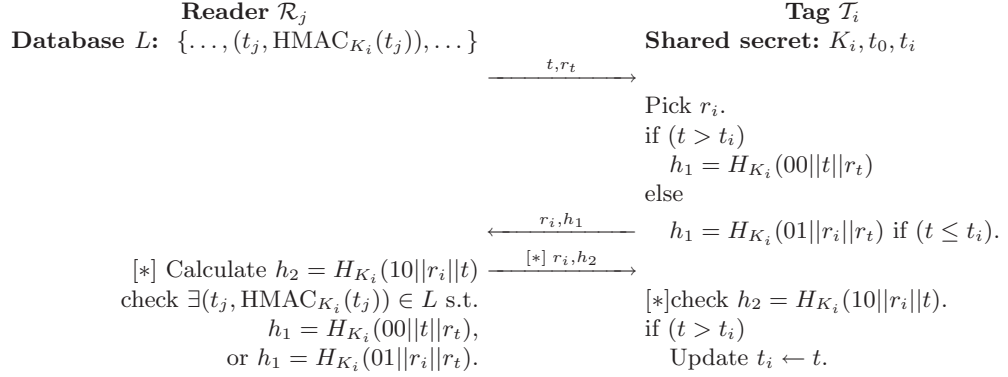 Reader R_j Tag T_i
Database L: {…, (t_j, HMAC_{K_i}(t_j)), …} Shared secret: K_i, t_0, t_i
t, r_t
Pick r_i.
if (t > t_i)
h_1 = H_{K_i}(00||t||r_t)
else
r_i, h_1
h_1 = H_{K_i}(01||r_i||r_t) if (t ≤ t_i).
[∗] r_i, h_2
[∗] Calculate h_2 = H_{K_i}(10||r_i||t)
check ∃(t_j, HMAC_{K_i}(t_j)) ∈ L s.t. [∗]check h_2 = H_{K_i}(10||r_i||t).
h_1 = H_{K_i}(00||t||r_t), if (t > t_i)
or h_1 = H_{K_i}(01||r_i||r_t). Update t_i ← t.